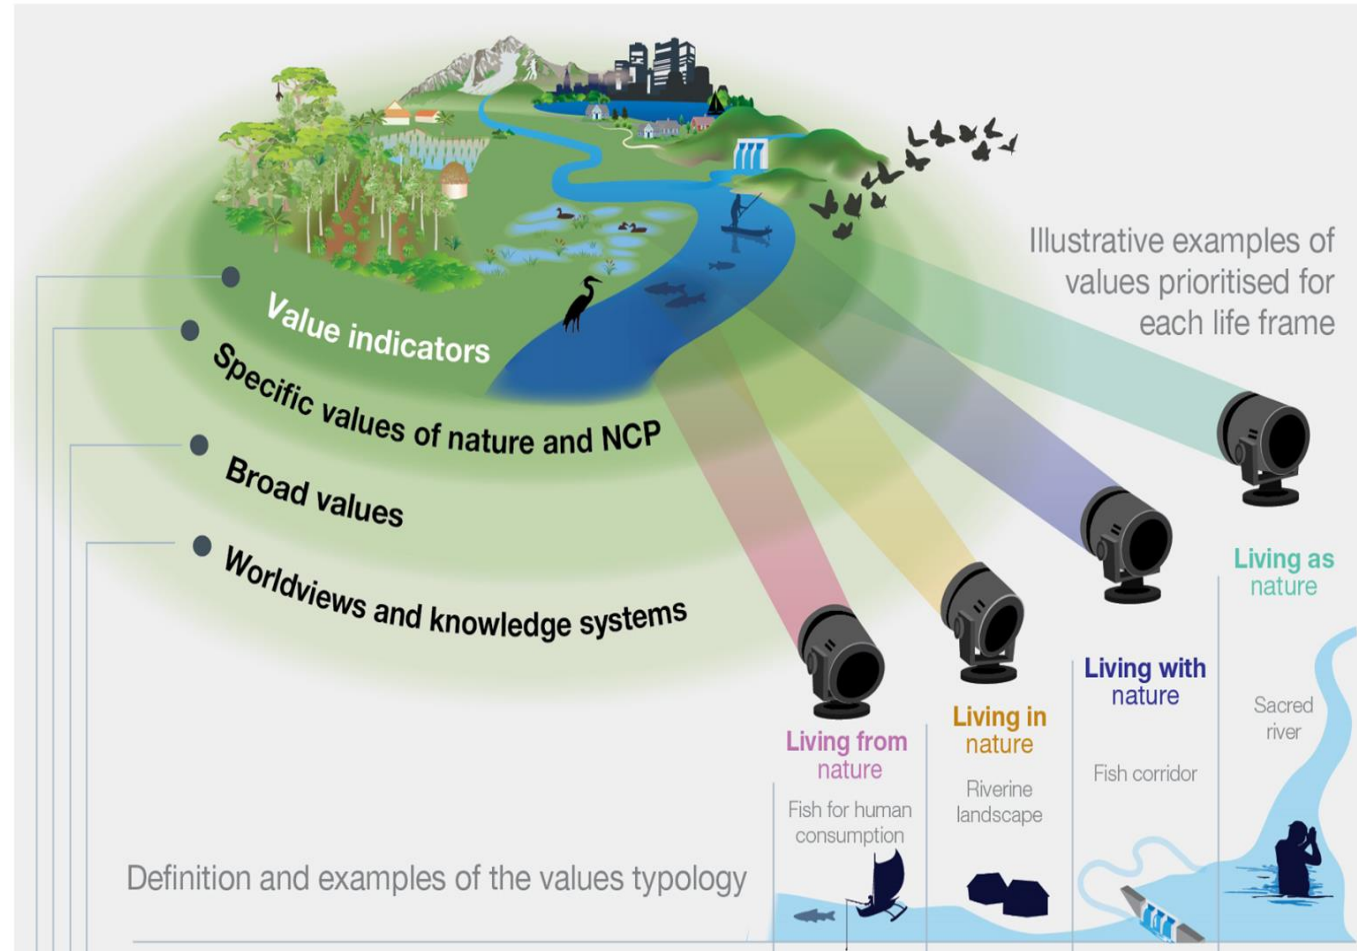 Value indicators
Specific values of nature and NCP
Broad values
Worldviews and knowledge systems
Illustrative examples of
values prioritised for
each life frame
Living from
nature
Fish for human
consumption
Living in
nature
Riverine
landscape
Living with
nature
Fish corridor
Living as
nature
Sacred
river
Definition and examples of the values typology